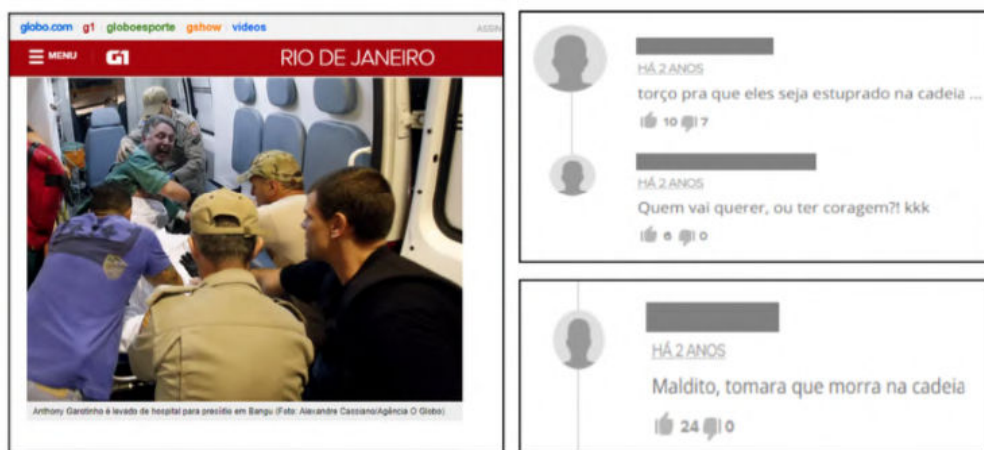 globo.com g1 globoesporte gshow vídeos ASSIN
MENU G1 RIO DE JANEIRO
Anthony Garotinho é levado de hospital para presídio em Bangu (Foto: Alexandre Cassiano/Agência O Globo)
HÁ 2 ANOS
torço pra que eles seja estuprado na cadeia ...
10 7
HÁ 2 ANOS
Quem vai querer, ou ter coragem?! kkk
6 0
HÁ 2 ANOS
Maldito, tomara que morra na cadeia
24 0